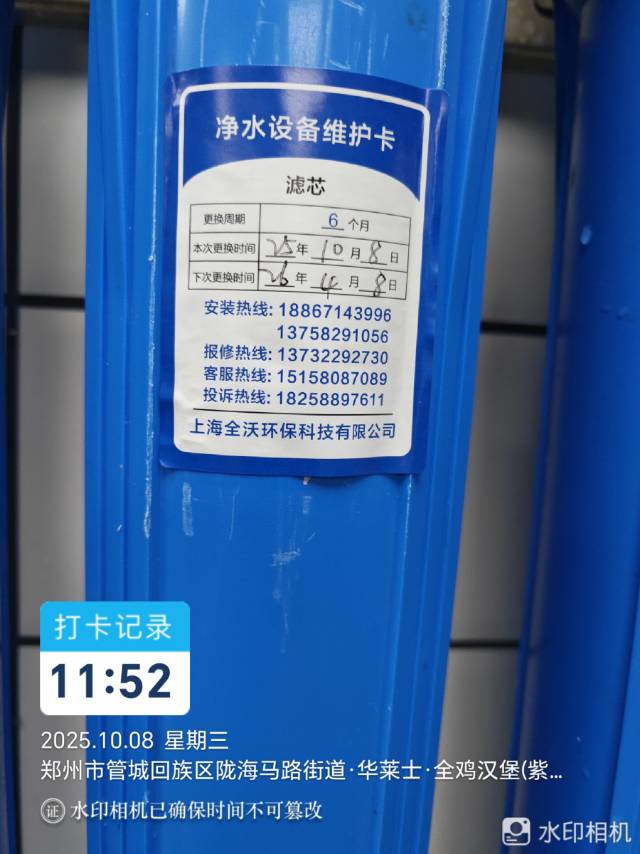 净水设备维护卡
滤芯
更换周期 6 个月
本次更换时间 25 年 10 月 8 日
下次更换时间 26 年 4 月 8 日
安装热线: 18867143996
13758291056
报修热线: 13732292730
客服热线: 15158087089
投诉热线: 18258897611
上海全沃环保科技有限公司
打卡记录
11:52
2025.10.08 星期三
郑州市管城回族区陇海马路街道·华莱士·全鸡汉堡(紫...
证 水印相机已确保时间不可篡改
水印相机